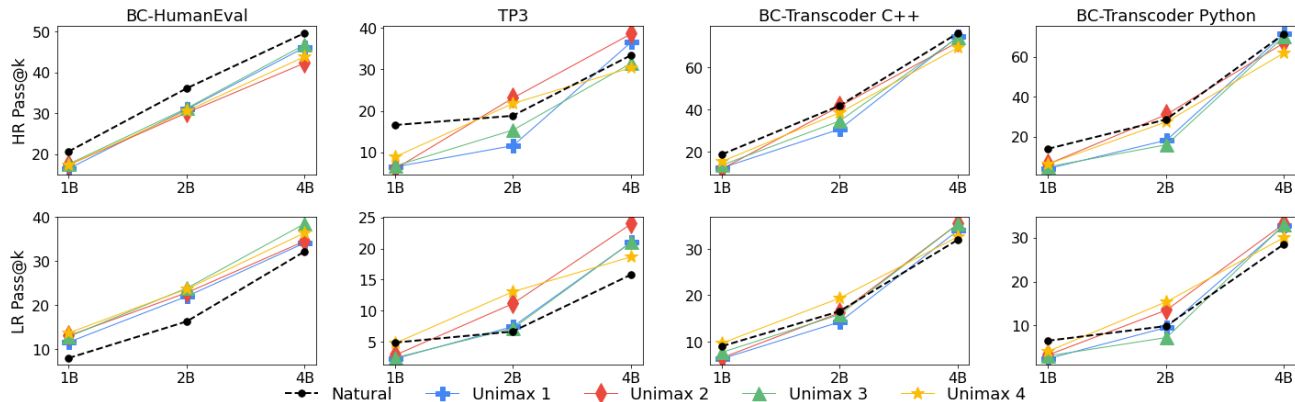 BC-HumanEval TP3 BC-Transcoder C++ BC-Transcoder Python
HR Pass@k
50
40
30
20
1B 2B 4B
40
30
20
10
1B 2B 4B
60
40
20
1B 2B 4B
60
40
20
1B 2B 4B
LR Pass@k
40
30
20
10
1B 2B 4B
25
20
15
10
5
1B 2B 4B
30
20
10
1B 2B 4B
30
20
10
1B 2B 4B
Natural Unimax 1 Unimax 2 Unimax 3 Unimax 4